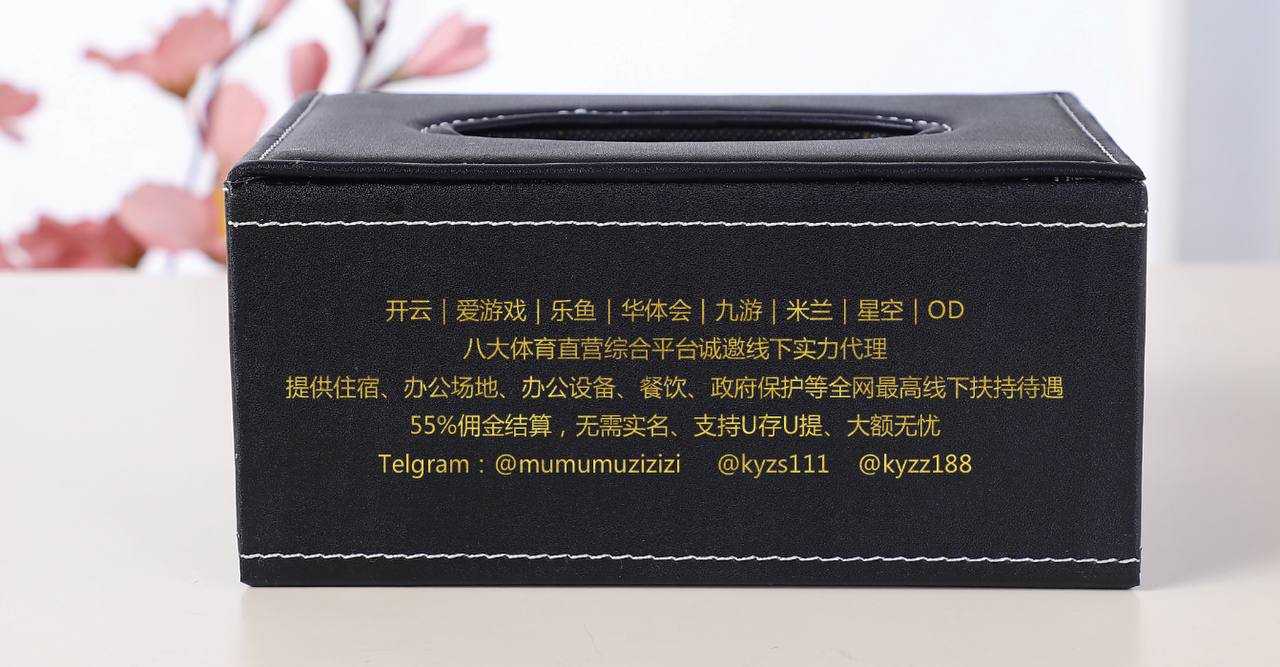 开云｜爱游戏｜乐鱼｜华体会｜九游｜米兰｜星空｜OD
八大体育直营综合平台诚邀线下实力代理
提供住宿、办公场地、办公设备、餐饮、政府保护等全网最高线下扶持待遇
55%佣金结算，无需实名、支持U存U提、大额无忧
Telgram：@mumumuzizizi @kyzs111 @kyzz188